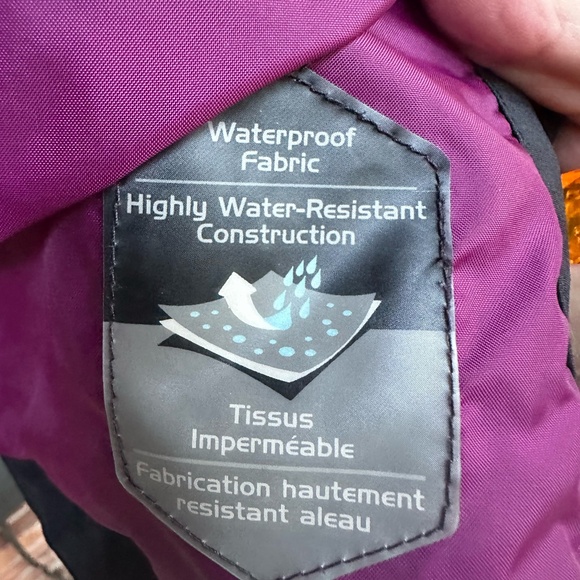 Waterproof
Fabric
Highly Water-Resistant
Construction
Tissus
Imperméable
Fabrication hautement
resistant aleau